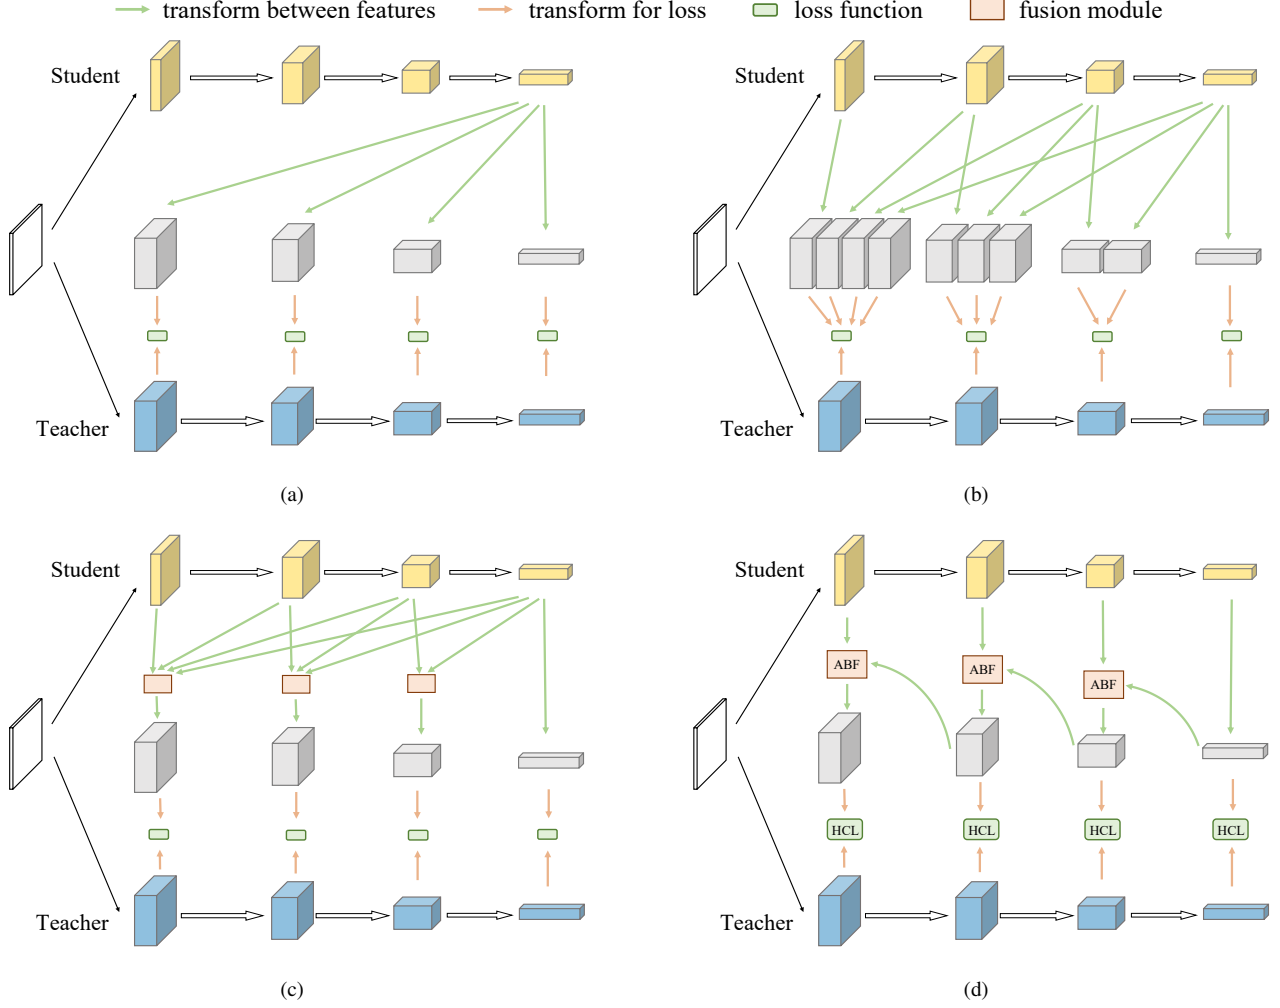 transform between features transform for loss loss function fusion module
Student Student
Teacher Teacher
(a) (b)
Student Student
ABF ABF ABF
HCL HCL HCL HCL
Teacher Teacher
(c) (d)